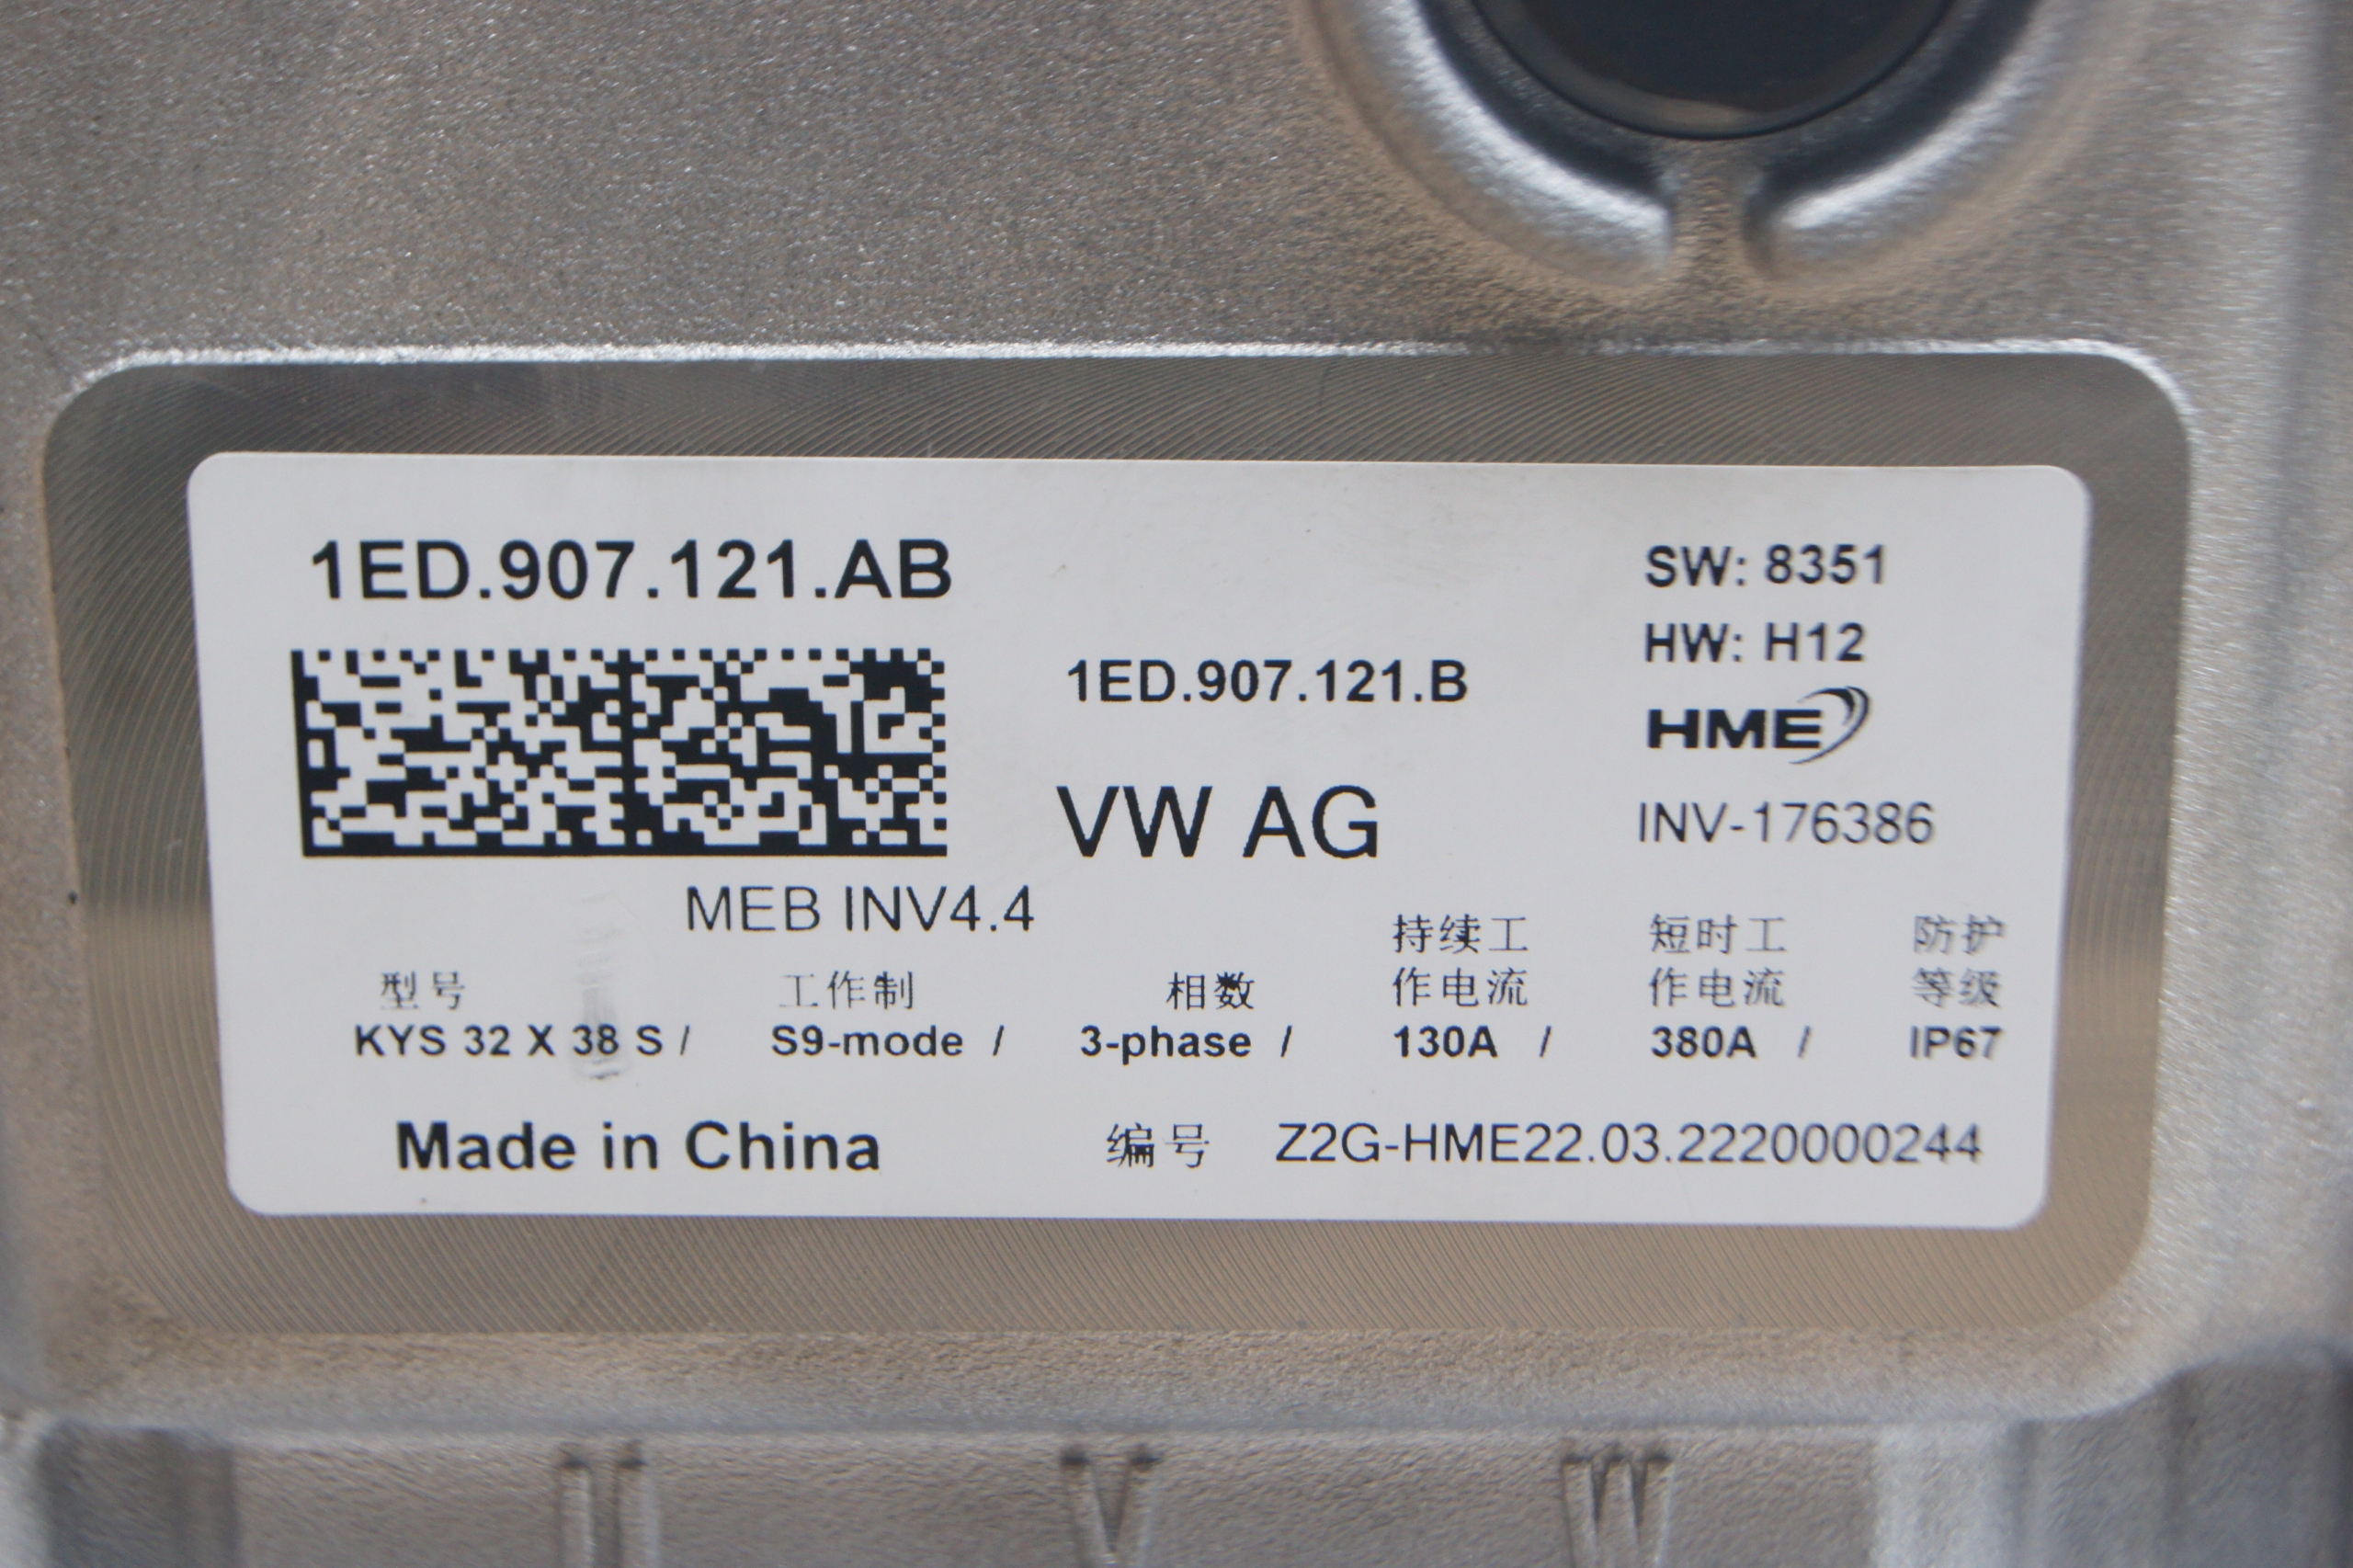 1ED.907.121.AB
SW: 8351
HW: H12
1ED.907.121.B
HME
VW AG
INV-176386
MEB INV4.4
型号 工作制 相数 持续工作电流 短时工作电流 防护等级
KYS 32 X 38 S / S9-mode / 3-phase / 130A / 380A / IP67
Made in China 编号 Z2G-HME22.03.2220000244
U V W